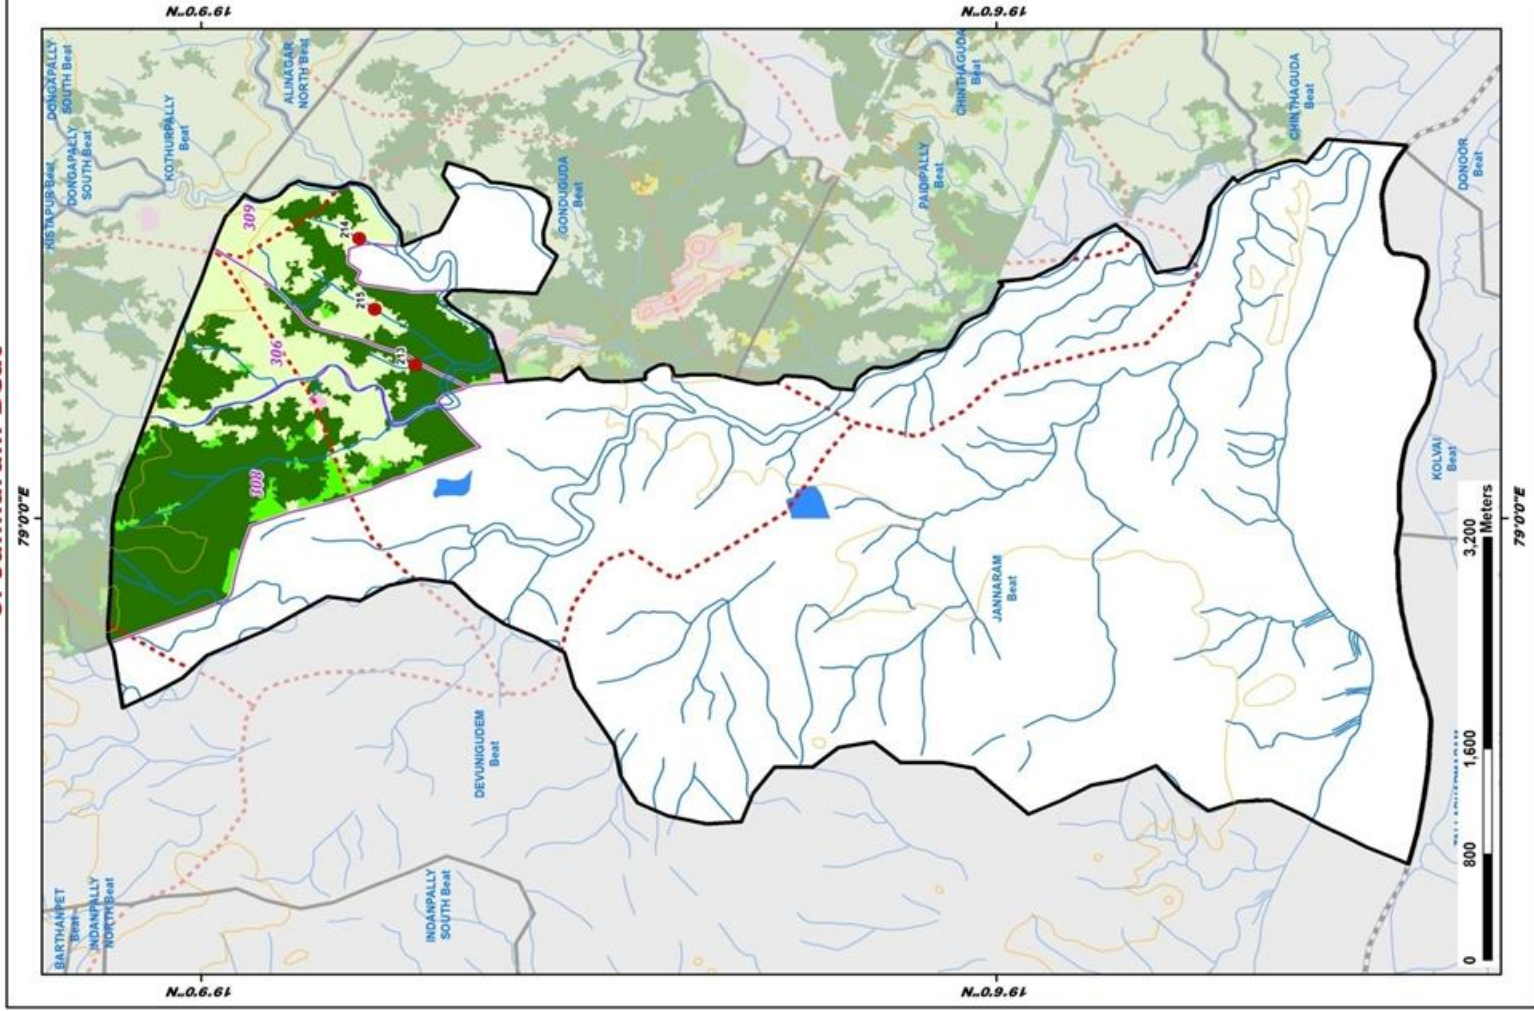 79°0'0"E
19°9'0"N
19°9'0"N
BARTHANPET
Beat
INDANPALLY
NORTH Beat
KISTAPUR Beat
DONGAPALLY
SOUTH Beat
DONGAPALLY
SOUTH Beat
KOTHURPALLY
Beat
ALINAGAR
NORTH Beat
309
306
308
214
215
213
INDANPALLY
SOUTH Beat
DEVUNIGUDEM
Beat
GONDUGUDA
Beat
PAIDIPALLY
Beat
CHINTHAGUDA
Beat
19°6'0"N
19°6'0"N
JANNARAM
Beat
CHINTHAGUDA
Beat
KOLVAI
Beat
DONOOR
Beat
0 800 1,600 3,200
Meters
79°0'0"E